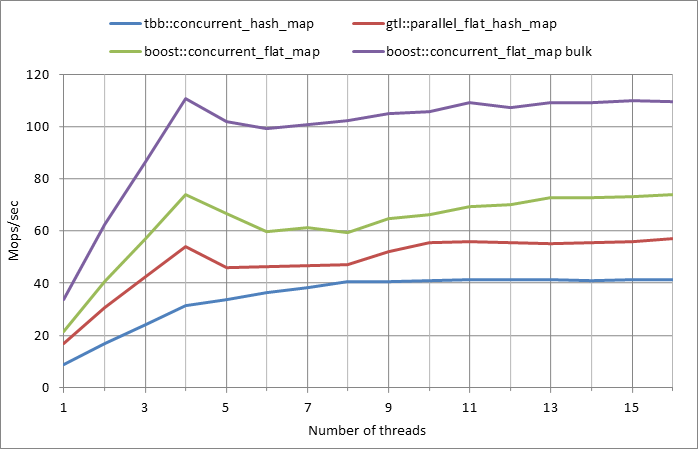 tbb::concurrent_hash_map gtl::parallel_flat_hash_map
boost::concurrent_flat_map boost::concurrent_flat_map bulk
120
100
80
60
40
20
0
Mops/sec
1 3 5 7 9 11 13 15
Number of threads